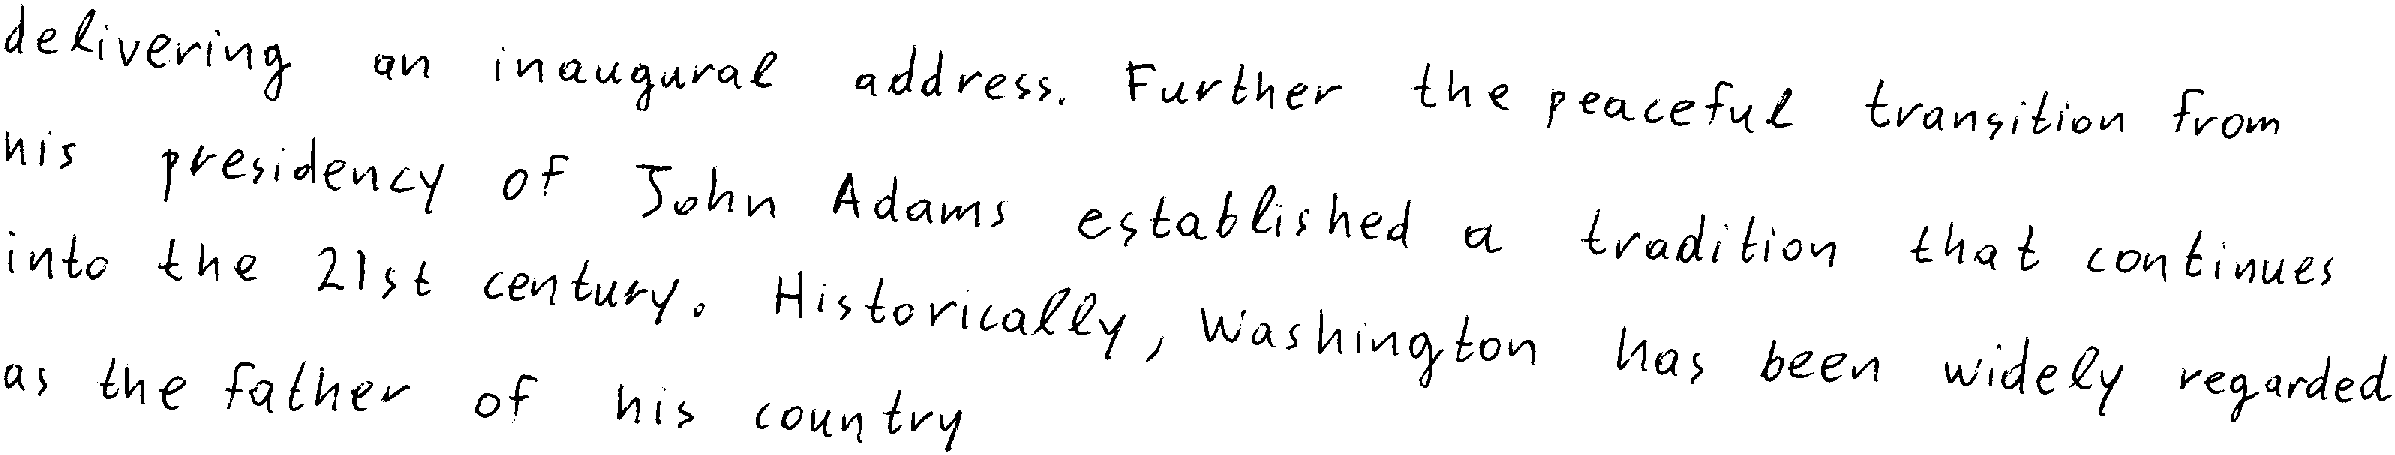 delivering an inaugural address. Further the peaceful transition from
his presidency of John Adams established a tradition that continues
into the 21st century. Historically, Washington has been widely regarded
as the father of his country